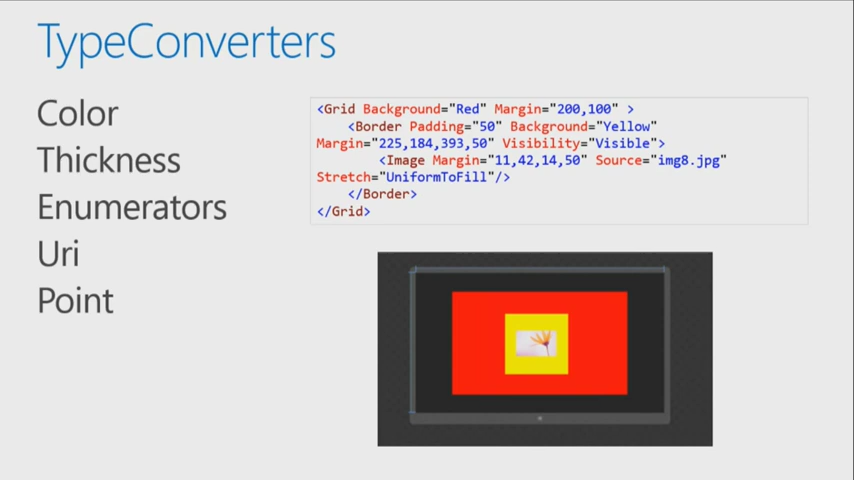 TypeConverters
Color
Thickness
Enumerators
Uri
Point
<Grid Background="Red" Margin="200,100" >
<Border Padding="50" Background="Yellow"
Margin="225,184,393,50" Visibility="Visible">
<Image Margin="11,42,14,50" Source="img8.jpg"
Stretch="UniformToFill"/>
</Border>
</Grid>